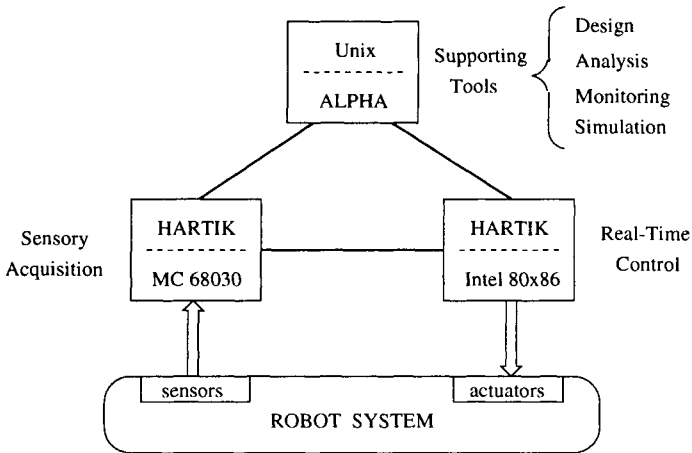 Unix
ALPHA
Supporting
Tools
Design
Analysis
Monitoring
Simulation
Sensory
Acquisition
HARTIK
MC 68030
HARTIK
Intel 80x86
Real-Time
Control
sensors
actuators
ROBOT SYSTEM